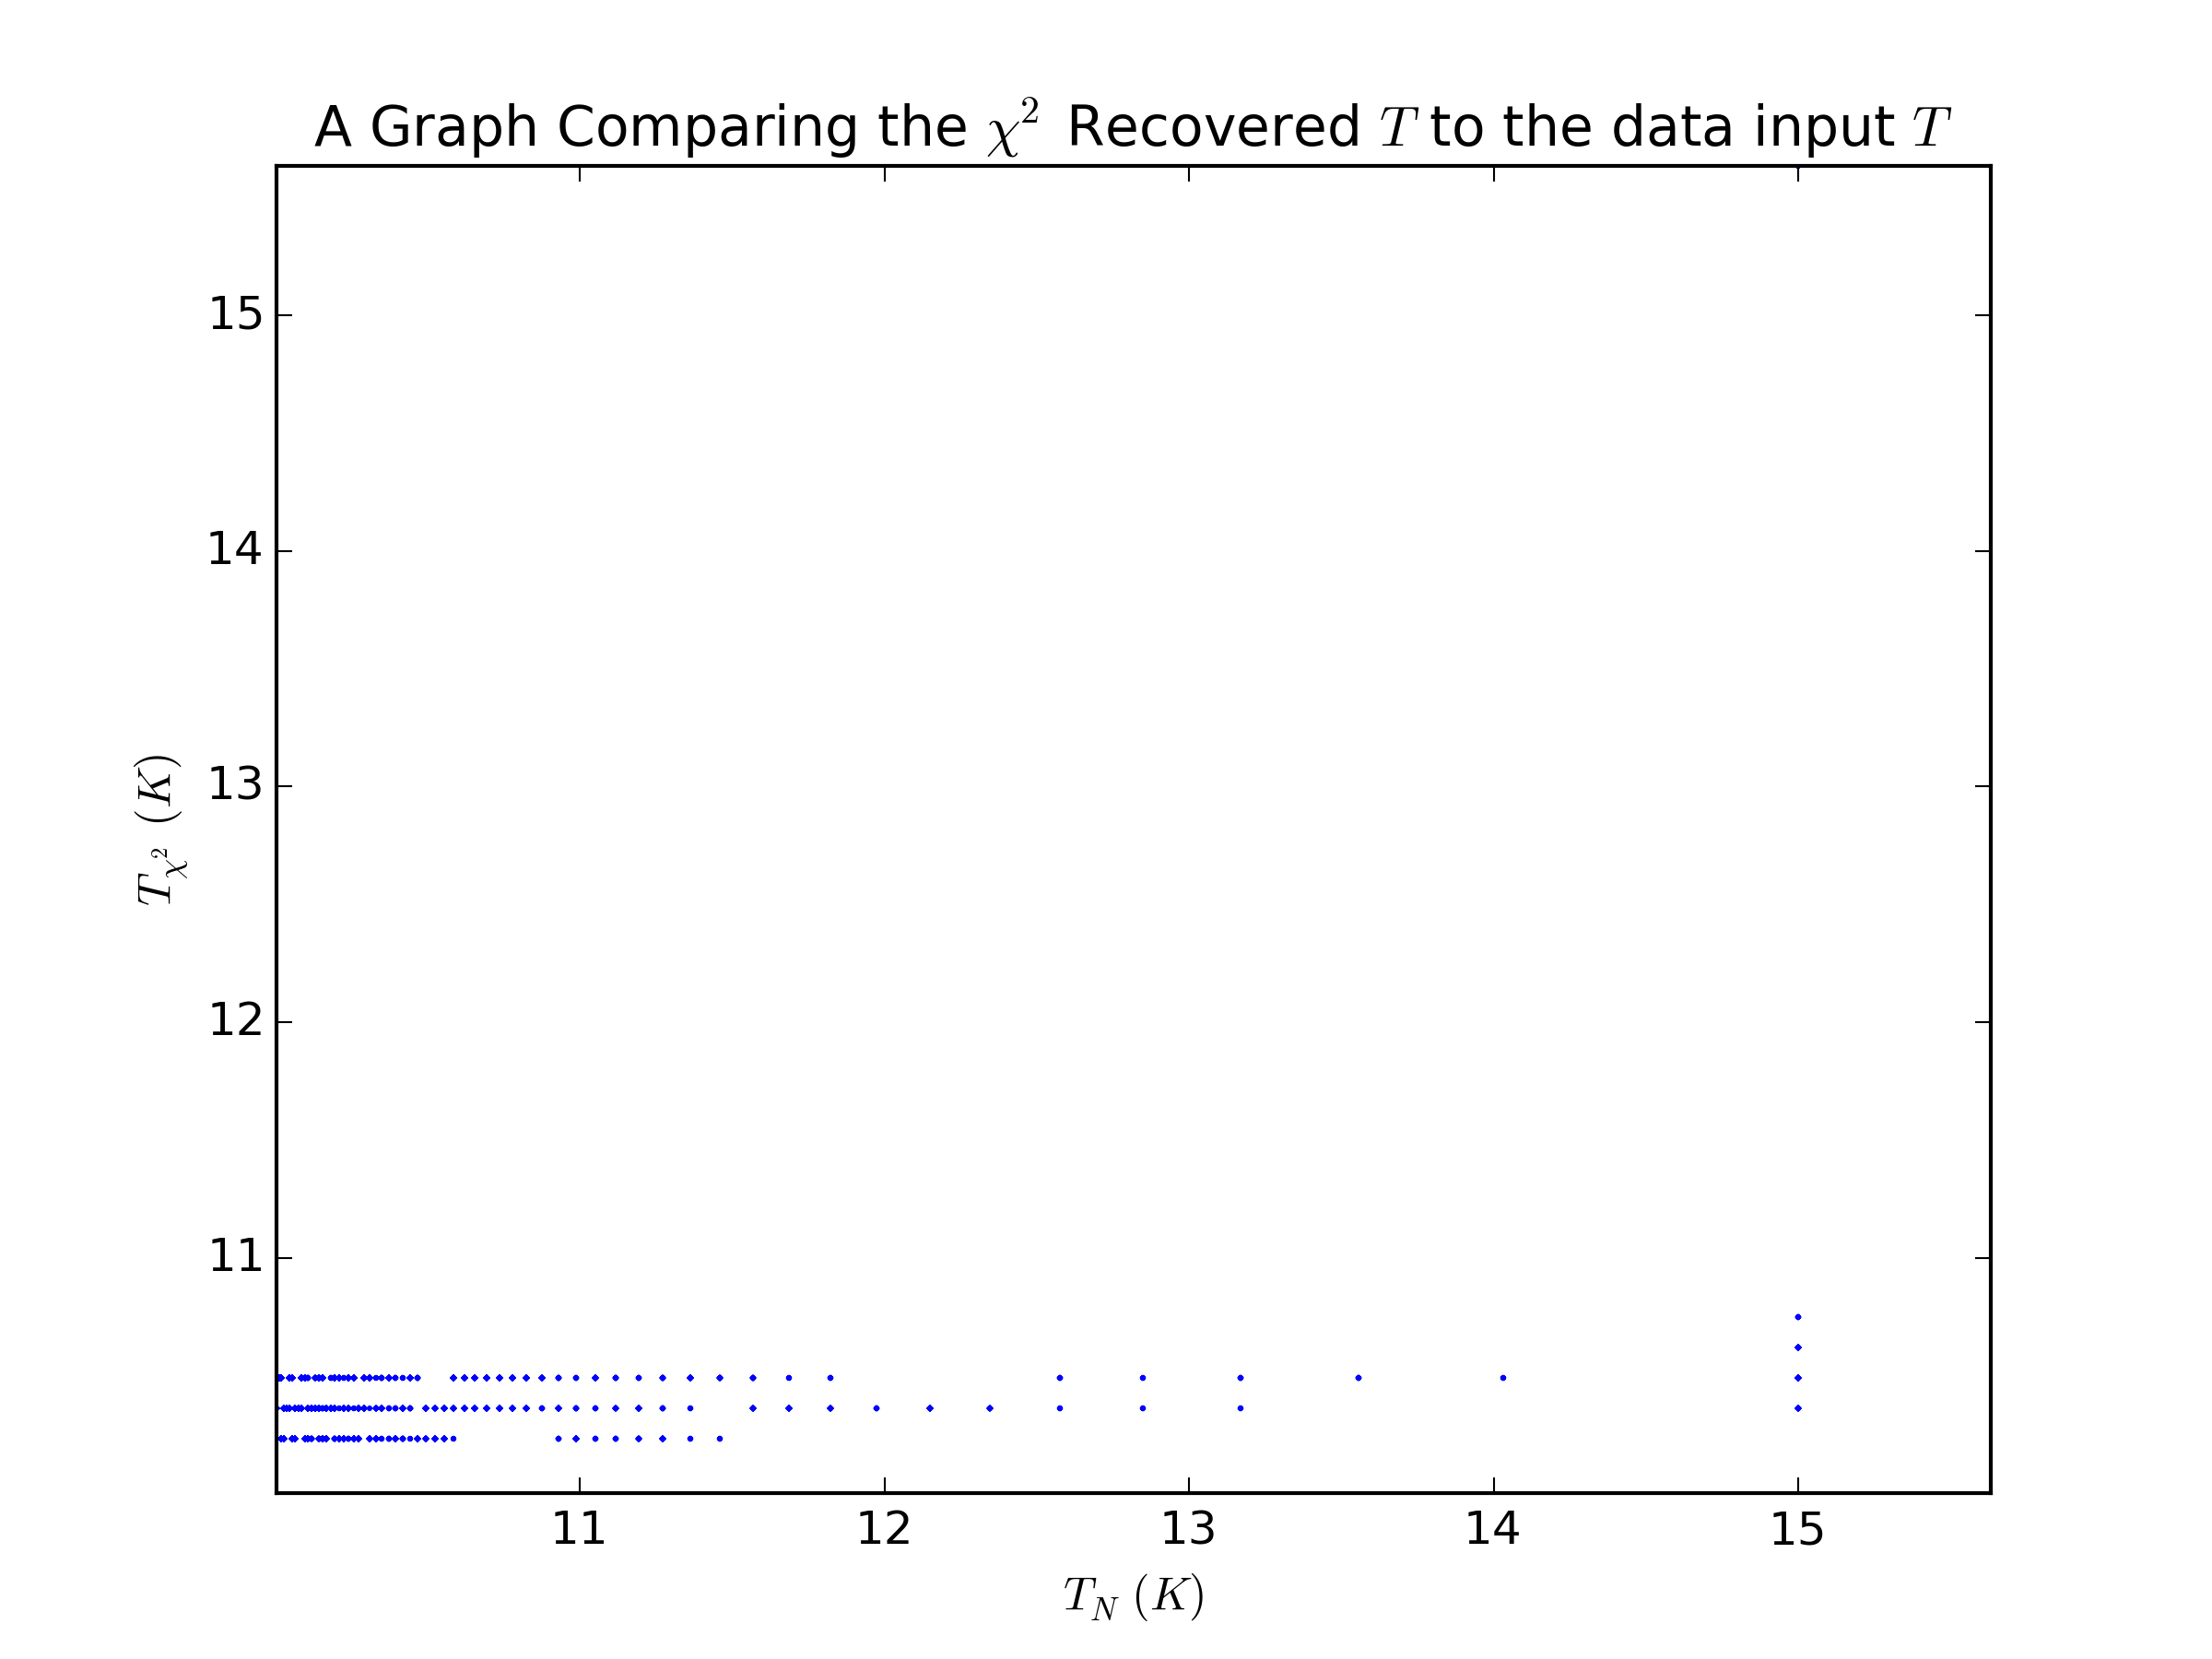 A Graph Comparing the χ² Recovered T to the data input T
15
14
13
12
11
T_χ² (K)
11 12 13 14 15
T_N (K)